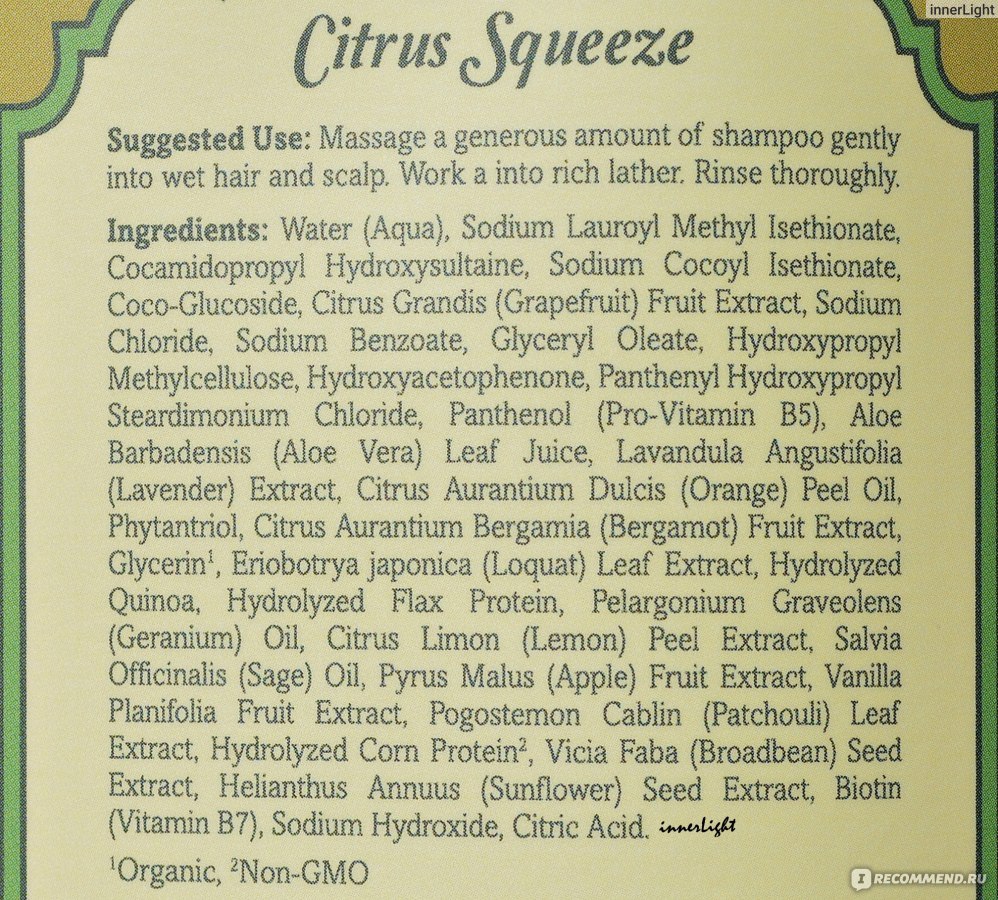 innerLight
Citrus Squeeze
Suggested Use: Massage a generous amount of shampoo gently
into wet hair and scalp. Work a into rich lather. Rinse thoroughly.
Ingredients: Water (Aqua), Sodium Lauroyl Methyl Isethionate,
Cocamidopropyl Hydroxysultaine, Sodium Cocoyl Isethionate,
Coco-Glucoside, Citrus Grandis (Grapefruit) Fruit Extract, Sodium
Chloride, Sodium Benzoate, Glyceryl Oleate, Hydroxypropyl
Methylcellulose, Hydroxyacetophenone, Panthenyl Hydroxypropyl
Steardimonium Chloride, Panthenol (Pro-Vitamin B5), Aloe
Barbadensis (Aloe Vera) Leaf Juice, Lavandula Angustifolia
(Lavender) Extract, Citrus Aurantium Dulcis (Orange) Peel Oil,
Phytantriol, Citrus Aurantium Bergamia (Bergamot) Fruit Extract,
Glycerin¹, Eriobotrya japonica (Loquat) Leaf Extract, Hydrolyzed
Quinoa, Hydrolyzed Flax Protein, Pelargonium Graveolens
(Geranium) Oil, Citrus Limon (Lemon) Peel Extract, Salvia
Officinalis (Sage) Oil, Pyrus Malus (Apple) Fruit Extract, Vanilla
Planifolia Fruit Extract, Pogostemon Cablin (Patchouli) Leaf
Extract, Hydrolyzed Corn Protein², Vicia Faba (Broadbean) Seed
Extract, Helianthus Annuus (Sunflower) Seed Extract, Biotin
(Vitamin B7), Sodium Hydroxide, Citric Acid. innerLight
¹Organic, ²Non-GMO
IRECOMMEND.RU